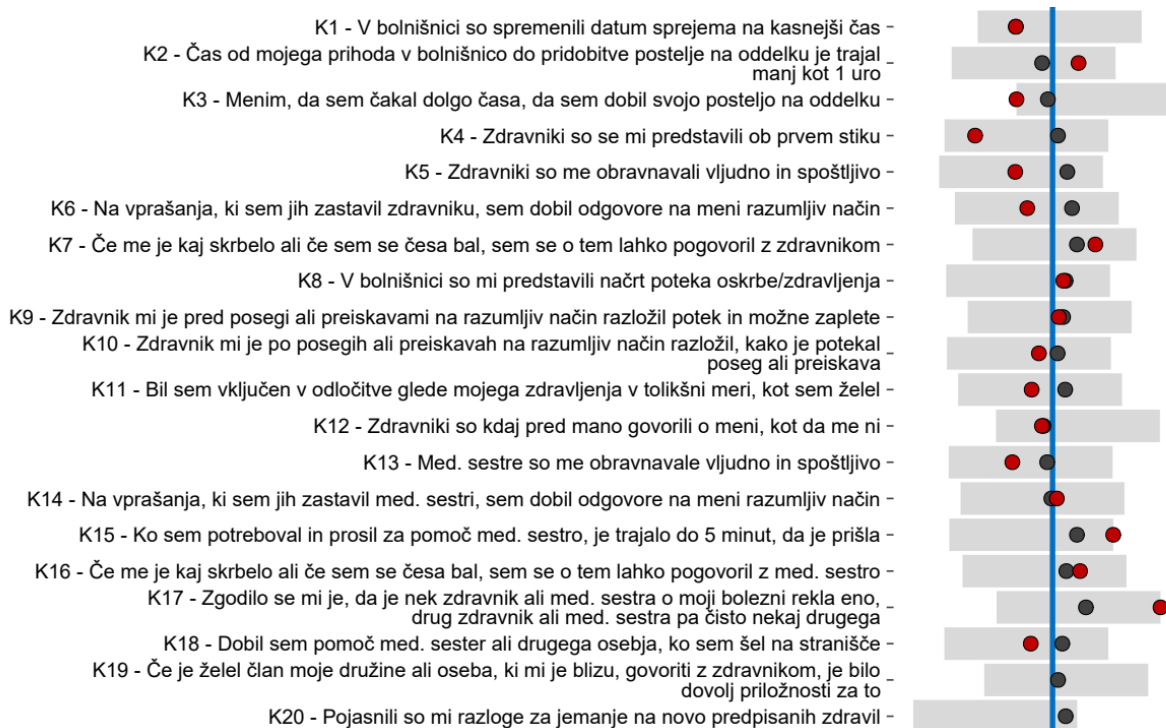 K1 - V bolnišnici so spremenili datum sprejema na kasnejši čas
K2 - Čas od mojega prihoda v bolnišnico do pridobitve postelje na oddelku je trajal
manj kot 1 uro
K3 - Menim, da sem čakal dolgo časa, da sem dobil svojo posteljo na oddelku
K4 - Zdravniki so se mi predstavili ob prvem stiku
K5 - Zdravniki so me obravnavali vljudno in spoštljivo
K6 - Na vprašanja, ki sem jih zastavil zdravniku, sem dobil odgovore na meni razumljiv način
K7 - Če me je kaj skrbelo ali če sem se česa bal, sem se o tem lahko pogovoril z zdravnikom
K8 - V bolnišnici so mi predstavili načrt poteka oskrbe/zdravljenja
K9 - Zdravnik mi je pred posegi ali preiskavami na razumljiv način razložil potek in možne zaplete
K10 - Zdravnik mi je po posegih ali preiskavah na razumljiv način razložil, kako je potekal
poseg ali preiskava
K11 - Bil sem vključen v odločitve glede mojega zdravljenja v tolikšni meri, kot sem želel
K12 - Zdravniki so kdaj pred mano govorili o meni, kot da me ni
K13 - Med. sestre so me obravnavale vljudno in spoštljivo
K14 - Na vprašanja, ki sem jih zastavil med. sestri, sem dobil odgovore na meni razumljiv način
K15 - Ko sem potreboval in prosil za pomoč med. sestro, je trajalo do 5 minut, da je prišla
K16 - Če me je kaj skrbelo ali če sem se česa bal, sem se o tem lahko pogovoril z med. sestro
K17 - Zgodilo se mi je, da je nek zdravnik ali med. sestra o moji bolezni rekla eno,
drug zdravnik ali med. sestra pa čisto nekaj drugega
K18 - Dobil sem pomoč med. sester ali drugega osebja, ko sem šel na stranišče
K19 - Če je želel član moje družine ali oseba, ki mi je blizu, govoriti z zdravnikom, je bilo
dovolj priložnosti za to
K20 - Pojasnili so mi razloge za jemanje na novo predpisanih zdravil